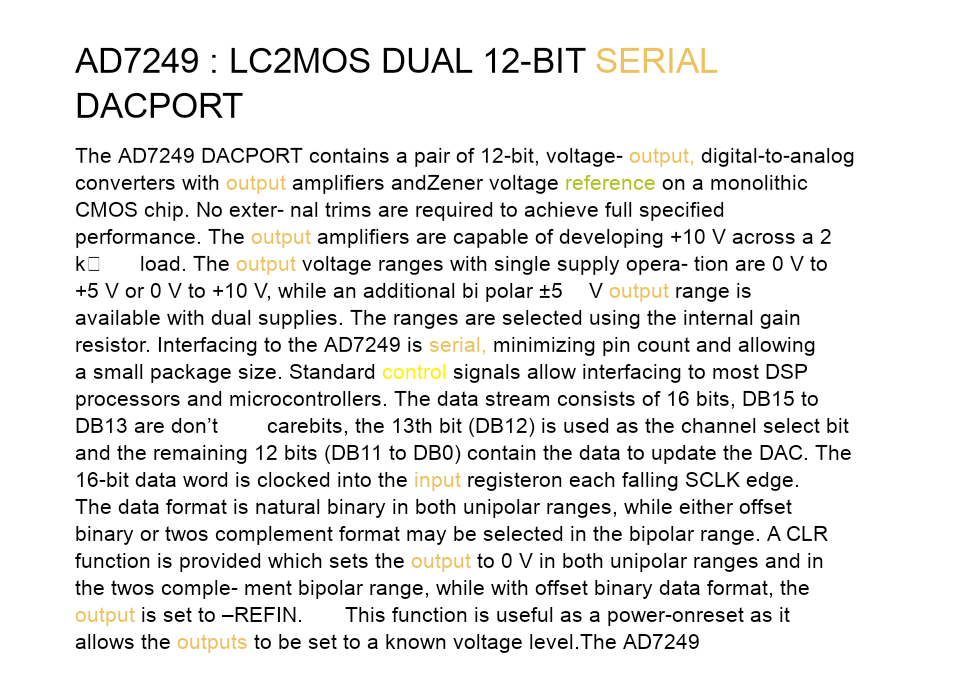 AD7249 : LC2MOS DUAL 12-BIT SERIAL
DACPORT
The AD7249 DACPORT contains a pair of 12-bit, voltage- output, digital-to-analog
converters with output amplifiers andZener voltage reference on a monolithic
CMOS chip. No exter- nal trims are required to achieve full specified
performance. The output amplifiers are capable of developing +10 V across a 2
k□ load. The output voltage ranges with single supply opera- tion are 0 V to
+5 V or 0 V to +10 V, while an additional bi polar ±5 V output range is
available with dual supplies. The ranges are selected using the internal gain
resistor. Interfacing to the AD7249 is serial, minimizing pin count and allowing
a small package size. Standard control signals allow interfacing to most DSP
processors and microcontrollers. The data stream consists of 16 bits, DB15 to
DB13 are don’t carebits, the 13th bit (DB12) is used as the channel select bit
and the remaining 12 bits (DB11 to DB0) contain the data to update the DAC. The
16-bit data word is clocked into the input registeron each falling SCLK edge.
The data format is natural binary in both unipolar ranges, while either offset
binary or twos complement format may be selected in the bipolar range. A CLR
function is provided which sets the output to 0 V in both unipolar ranges and in
the twos comple- ment bipolar range, while with offset binary data format, the
output is set to –REFIN. This function is useful as a power-onreset as it
allows the outputs to be set to a known voltage level.The AD7249